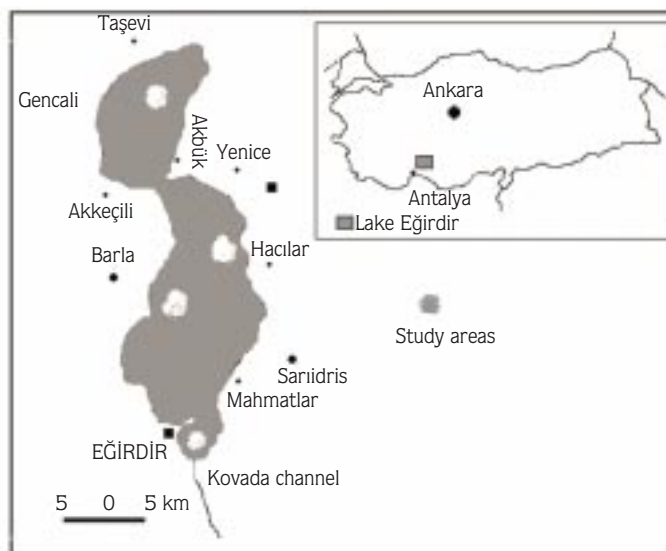 Taşevi
Gencali
Akbük
Yenice
Akkeçili
Barla
Hacılar
Sarıidris
Mahmatlar
EĞİRDİR
Kovada channel
5 0 5 km
Ankara
Antalya
Lake Eğirdir
Study areas